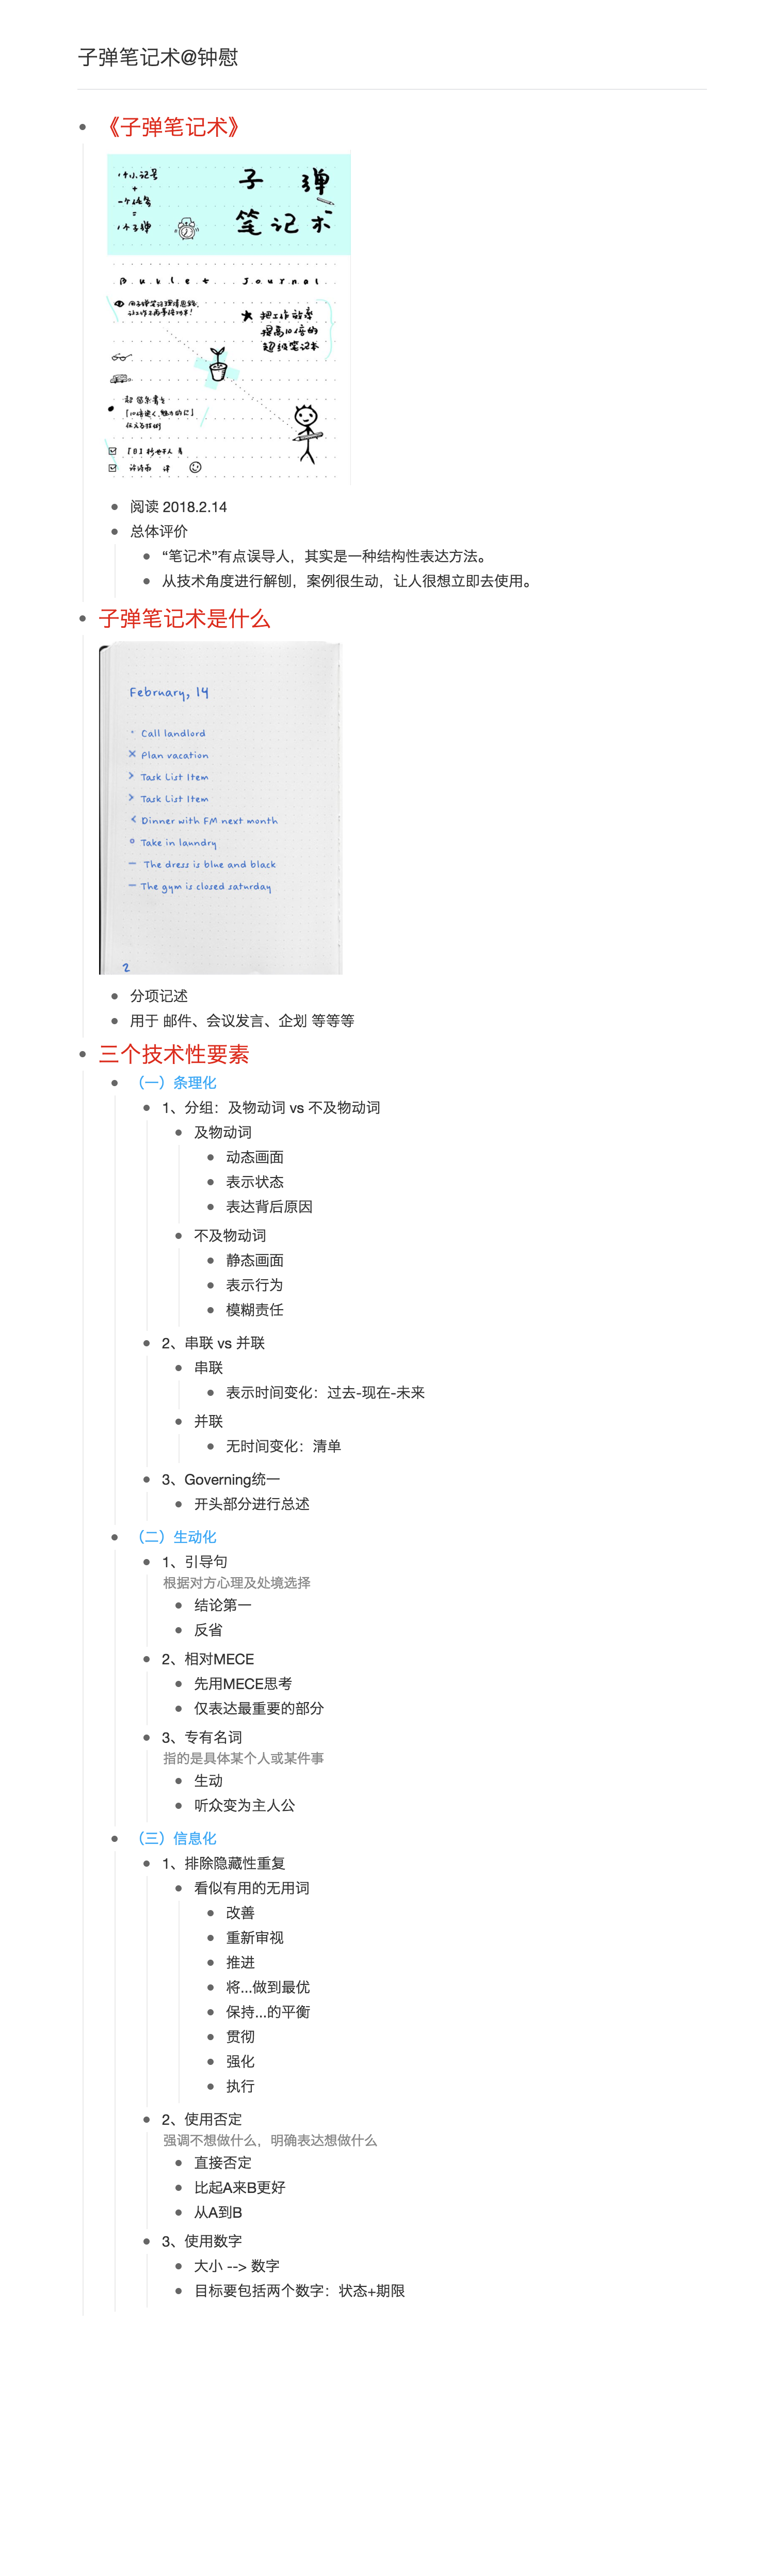 子弹笔记术@钟慰
《子弹笔记术》
1个小记号
+
一个任务
=
1个子弹
子 弹
笔记术
Bullet Journal
用子弹笔记理清思路,
让工作不再事倍功半!
把工作效率
提高10倍的
超级笔记本
阅读 2018.2.14
总体评价
“笔记术”有点误导人，其实是一种结构性表达方法。
从技术角度进行解刨，案例很生动，让人很想立即去使用。
子弹笔记术是什么
February, 14
· Call landlord
× Plan vacation
> Task List Item
> Task List Item
< Dinner with FM next month
o Take in laundry
– The dress is blue and black
– The gym is closed saturday
2
分项记述
用于 邮件、会议发言、企划 等等等
三个技术性要素
（一）条理化
1、分组：及物动词 vs 不及物动词
及物动词
动态画面
表示状态
表达背后原因
不及物动词
静态画面
表示行为
模糊责任
2、串联 vs 并联
串联
表示时间变化：过去-现在-未来
并联
无时间变化：清单
3、Governing统一
开头部分进行总述
（二）生动化
1、引导句
根据对方心理及处境选择
结论第一
反省
2、相对MECE
先用MECE思考
仅表达最重要的部分
3、专有名词
指的是具体某个人或某件事
生动
听众变为主人公
（三）信息化
1、排除隐藏性重复
看似有用的无用词
改善
重新审视
推进
将...做到最优
保持...的平衡
贯彻
强化
执行
2、使用否定
强调不想做什么，明确表达想做什么
直接否定
比起A来B更好
从A到B
3、使用数字
大小 --> 数字
目标要包括两个数字：状态+期限